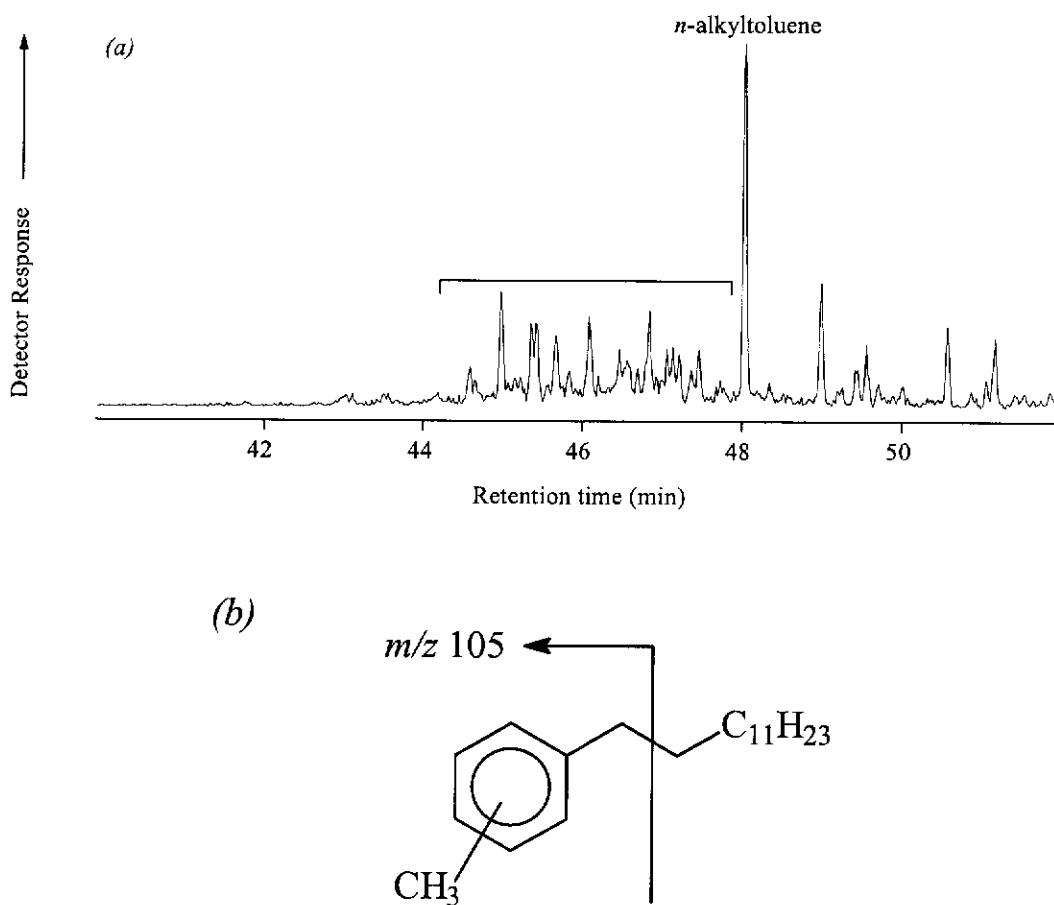 n-alkyltoluene
(a)
Detector Response
42 44 46 48 50
Retention time (min)
(b)
m/z 105
C₁₁H₂₃
CH₃